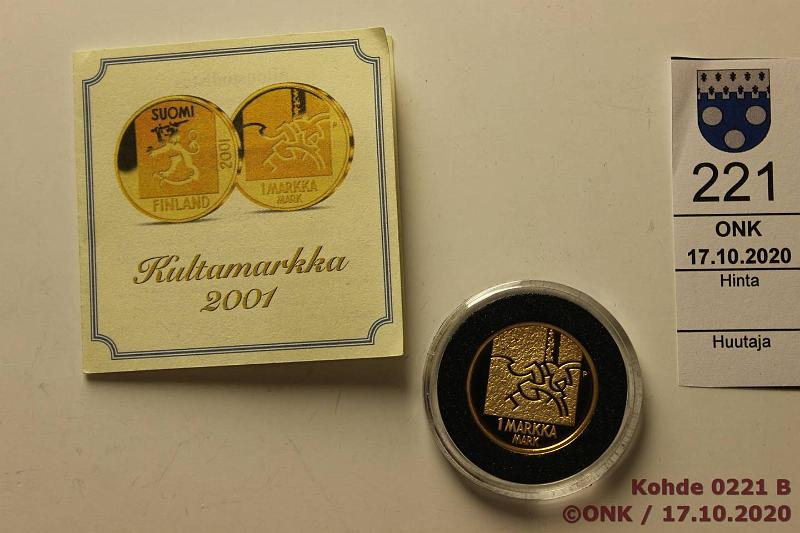 SUOMI
2001
FINLAND
1 MARKKA
MARK
Kultamarkka
2001
1 MARKKA
MARK
221
ONK
17.10.2020
Hinta
Huutaja
Kohde 0221 B
©ONK / 17.10.2020